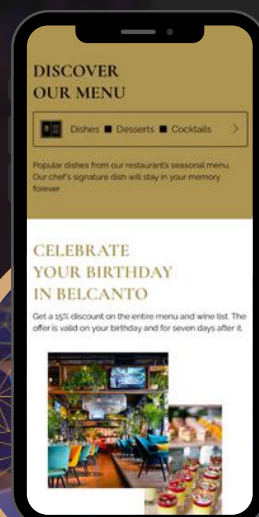 DISCOVER
OUR MENU
Dishes ■ Desserts ■ Cocktails
Popular dishes from our restaurant's seasonal menu.
Our chef's signature dish will stay in your memory
forever
CELEBRATE
YOUR BIRTHDAY
IN BELCANTO
Get a 15% discount on the entire menu and wine list. The
offer is valid on your birthday and for seven days after it.